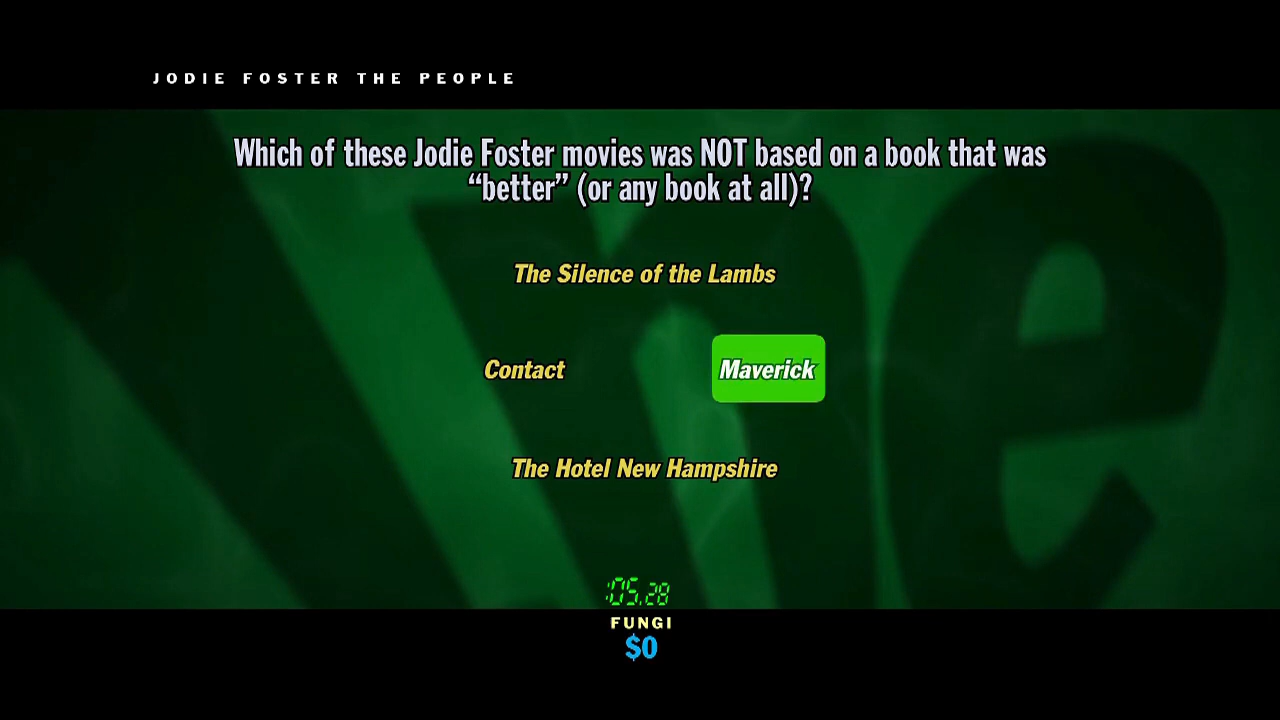 JODIE FOSTER THE PEOPLE
Which of these Jodie Foster movies was NOT based on a book that was
“better” (or any book at all)?
The Silence of the Lambs
Contact
Maverick
The Hotel New Hampshire
:05.28
FUNGI
$0